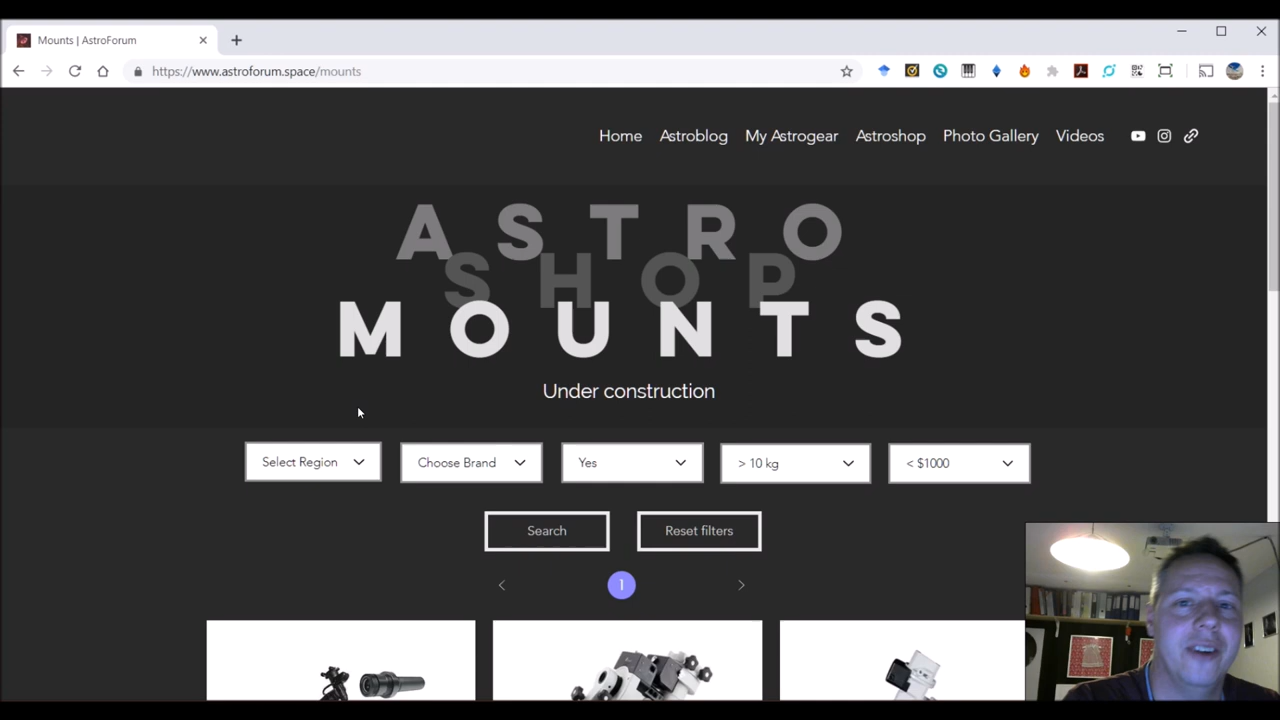 Mounts | AstroForum
https://www.astroforum.space/mounts
Home
Astroblog
My Astrogear
Astroshop
Photo Gallery
Videos
ASTRO
SHOP
MOUNTS
Under construction
Select Region
Choose Brand
Yes
> 10 kg
< $1000
Search
Reset filters
1